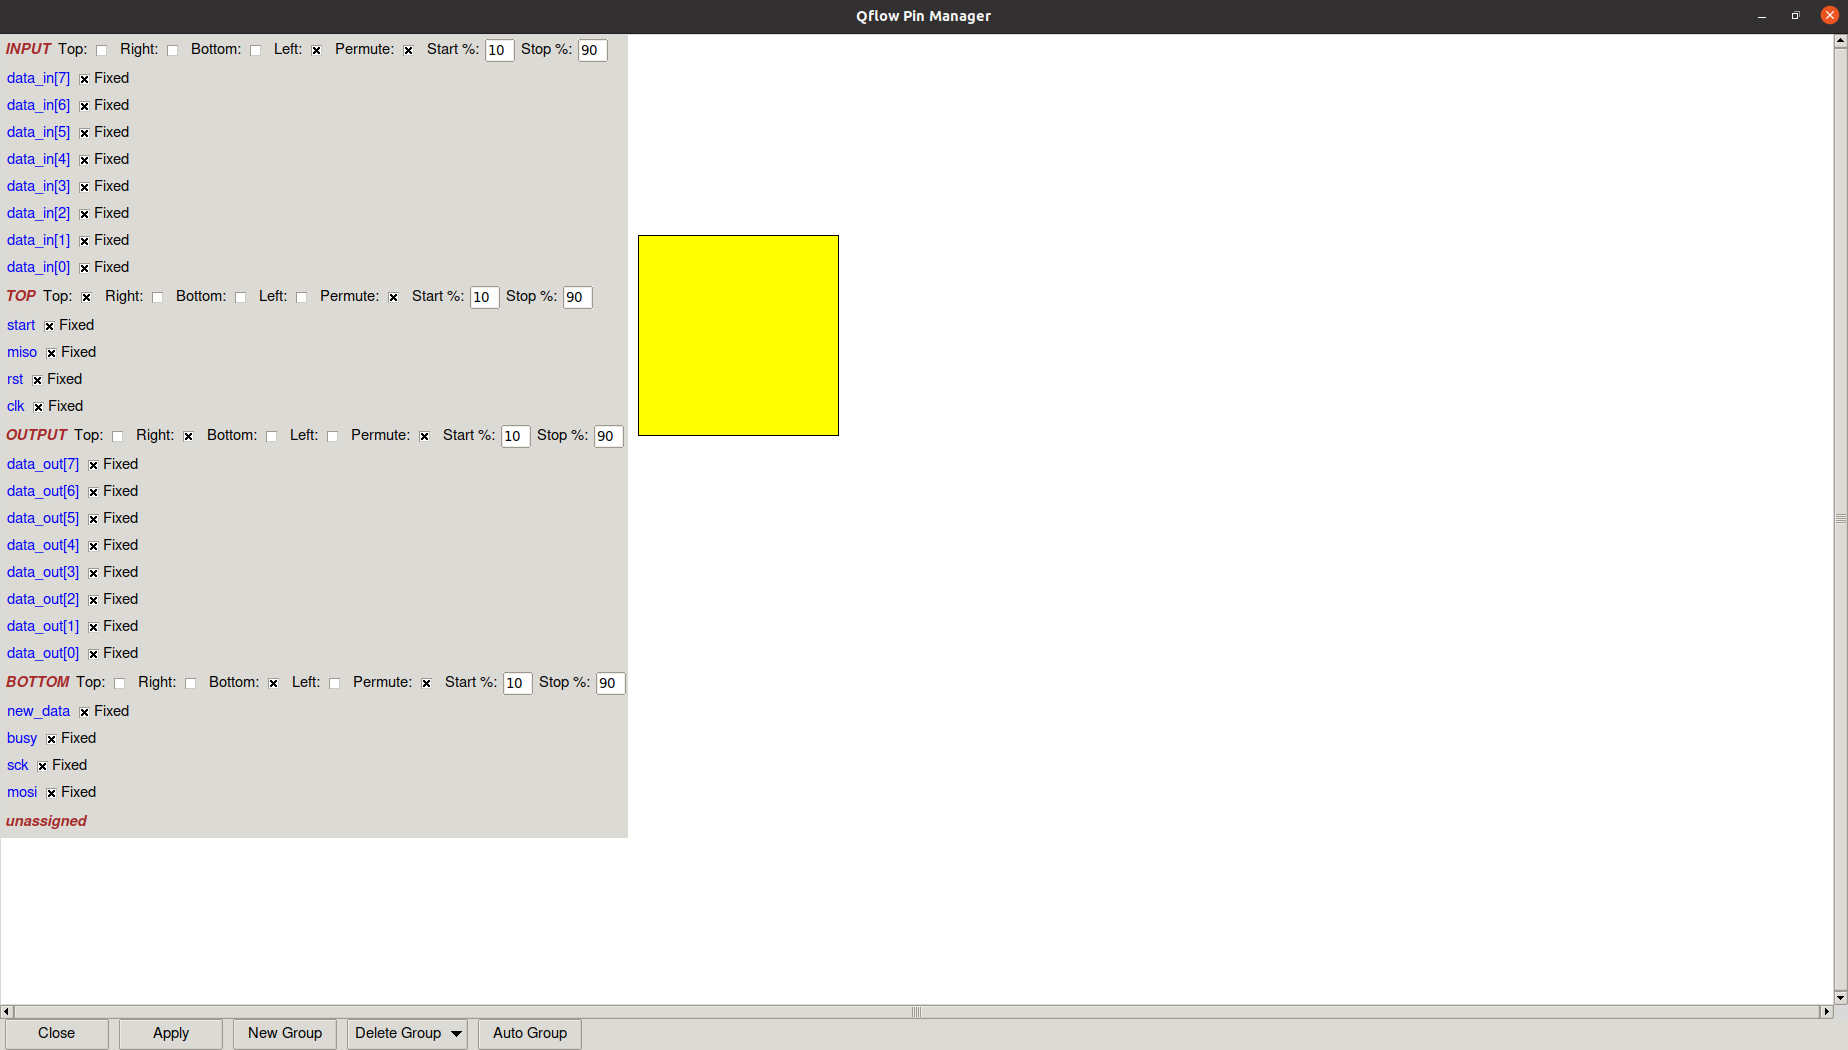 Qflow Pin Manager
INPUT Top: Right: Bottom: Left: Permute: Start %: 10 Stop %: 90
data_in[7] Fixed
data_in[6] Fixed
data_in[5] Fixed
data_in[4] Fixed
data_in[3] Fixed
data_in[2] Fixed
data_in[1] Fixed
data_in[0] Fixed
TOP Top: Right: Bottom: Left: Permute: Start %: 10 Stop %: 90
start Fixed
miso Fixed
rst Fixed
clk Fixed
OUTPUT Top: Right: Bottom: Left: Permute: Start %: 10 Stop %: 90
data_out[7] Fixed
data_out[6] Fixed
data_out[5] Fixed
data_out[4] Fixed
data_out[3] Fixed
data_out[2] Fixed
data_out[1] Fixed
data_out[0] Fixed
BOTTOM Top: Right: Bottom: Left: Permute: Start %: 10 Stop %: 90
new_data Fixed
busy Fixed
sck Fixed
mosi Fixed
unassigned
Close Apply New Group Delete Group Auto Group